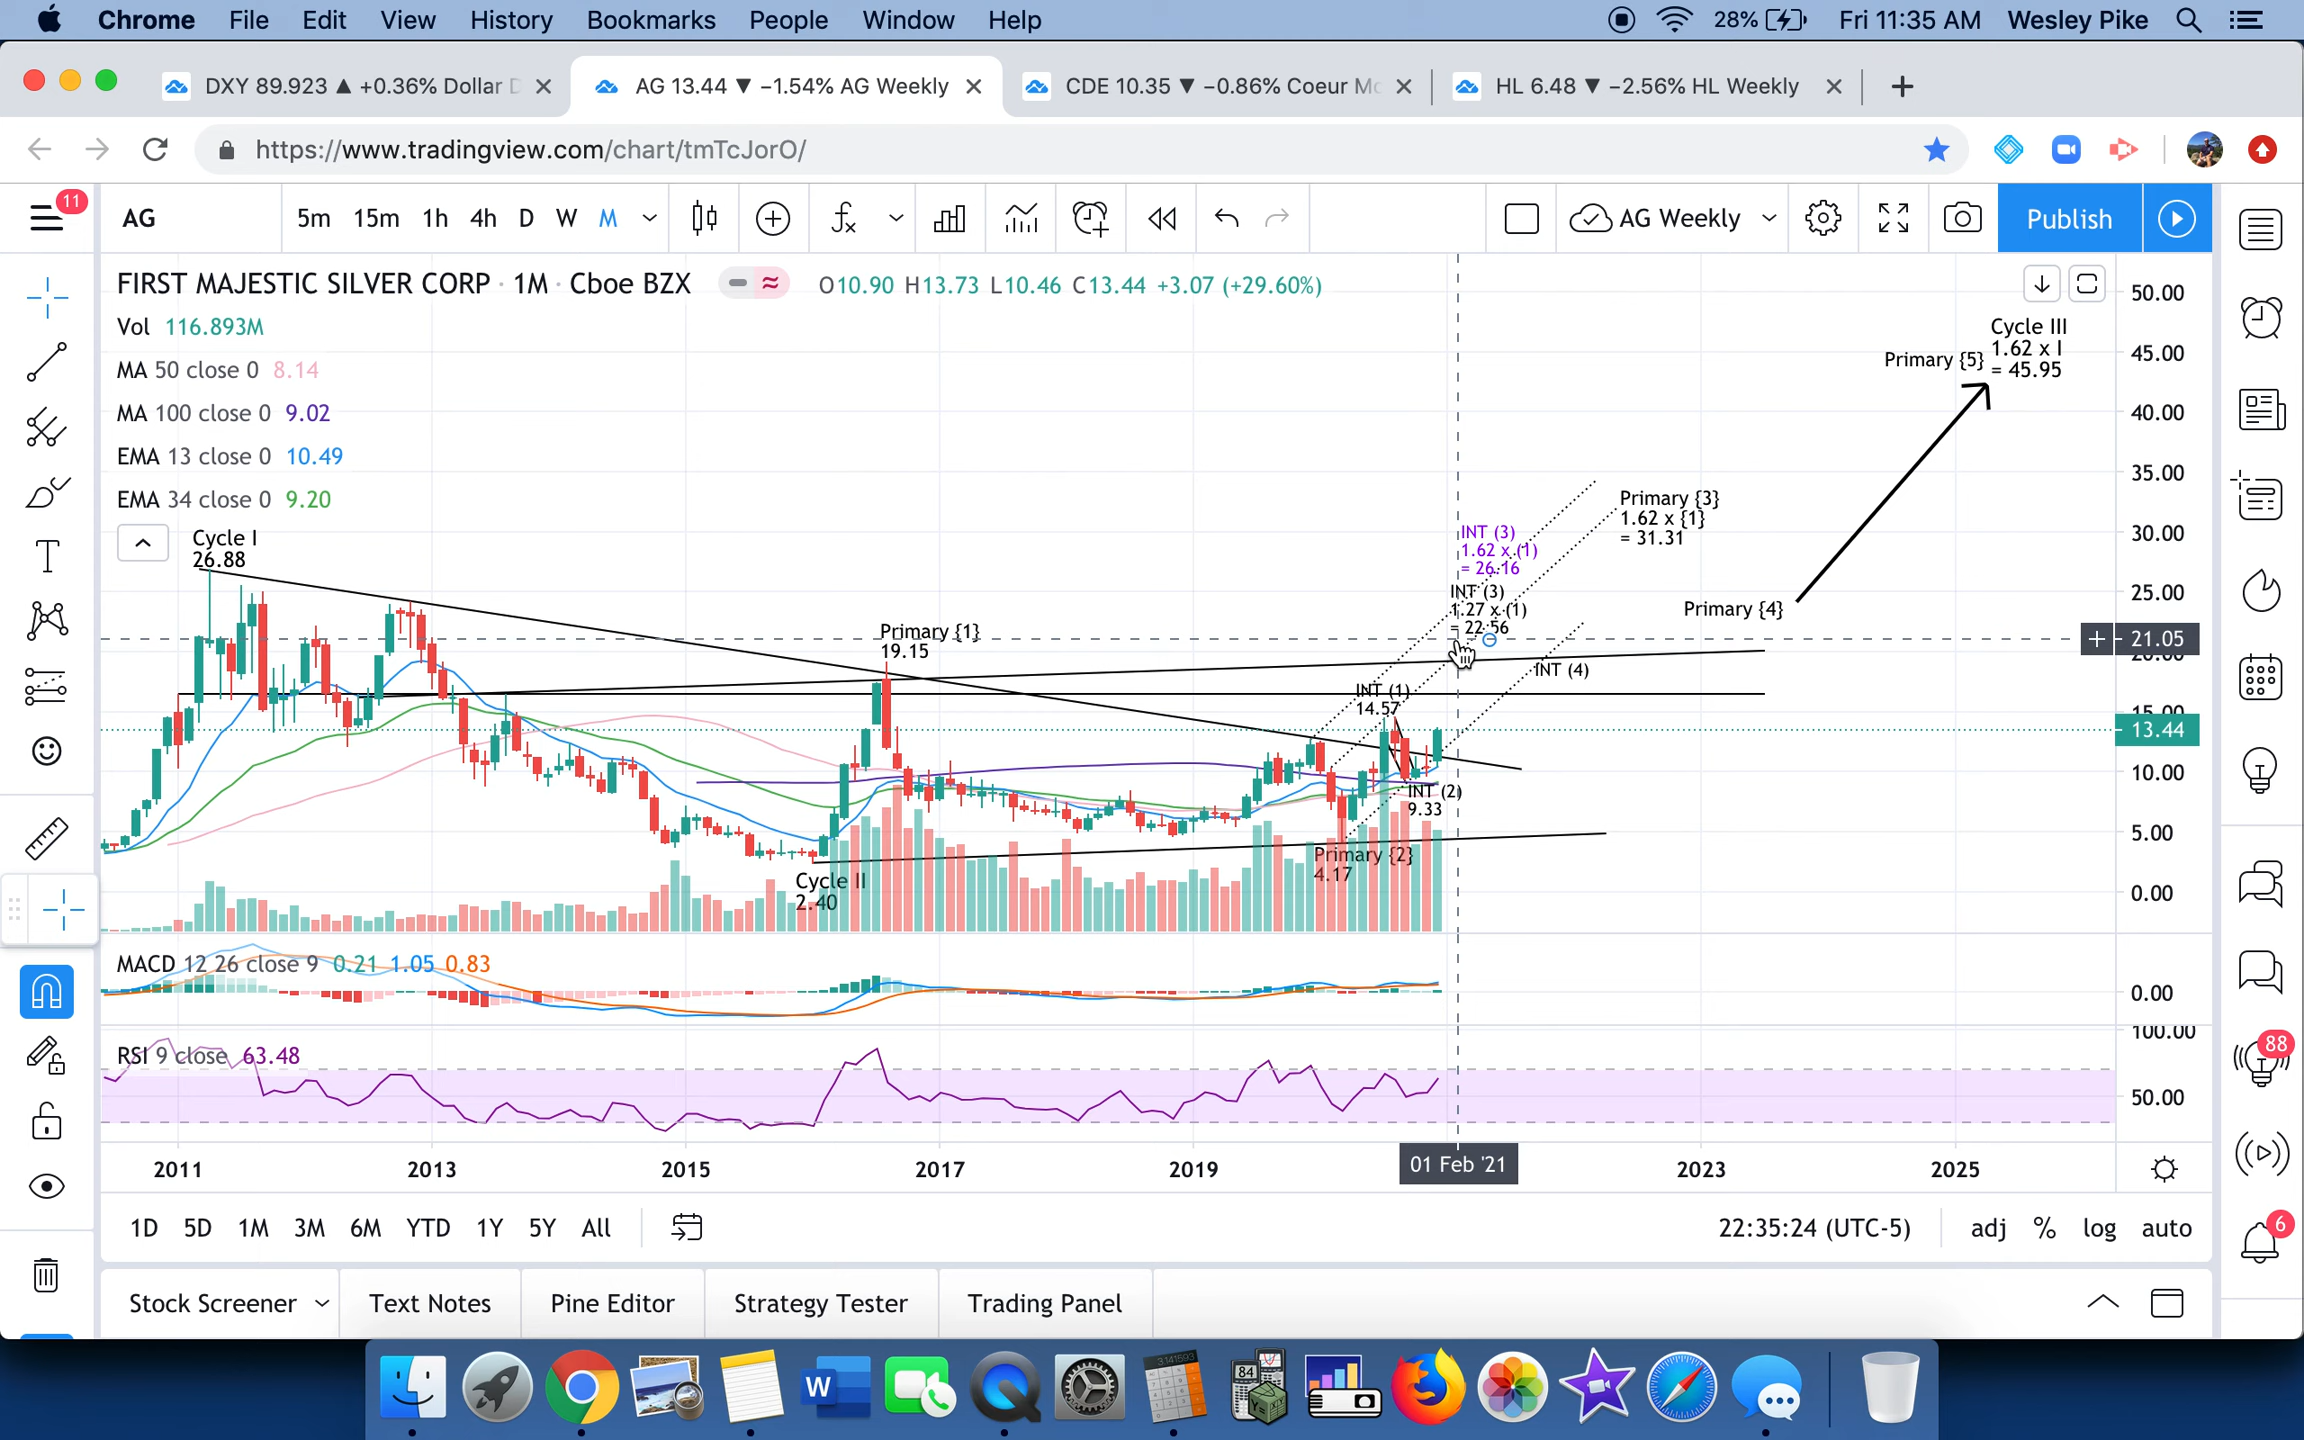 Chrome File Edit View History Bookmarks People Window Help 28% Fri 11:35 AM Wesley Pike
DXY 89.923 ▲ +0.36% Dollar AG 13.44 ▼ −1.54% AG Weekly CDE 10.35 ▼ −0.86% Coeur HL 6.48 ▼ −2.56% HL Weekly
https://www.tradingview.com/chart/tmTcJorO/
11
AG 5m 15m 1h 4h D W M AG Weekly Publish
FIRST MAJESTIC SILVER CORP · 1M · Cboe BZX O10.90 H13.73 L10.46 C13.44 +3.07 (+29.60%)
Vol 116.893M
MA 50 close 0 8.14
MA 100 close 0 9.02
EMA 13 close 0 10.49
EMA 34 close 0 9.20
50.00
45.00
40.00
35.00
30.00
25.00
21.05
20.00
15.00
13.44
10.00
5.00
0.00
Cycle III
1.62 x I
= 45.95
Primary {5}
Primary {3}
1.62 x {1}
= 31.31
INT (3)
1.62 x (1)
= 26.16
INT (3)
1.27 x (1)
= 22.56
Primary {4}
Cycle I
26.88
Primary {1}
19.15
INT (4)
INT (1)
14.57
INT (2)
9.33
Primary {2}
4.17
Cycle II
2.40
MACD 12 26 close 9 0.21 1.05 0.83
0.00
RSI 9 close 63.48
100.00
50.00
88
2011 2013 2015 2017 2019 01 Feb '21 2023 2025
1D 5D 1M 3M 6M YTD 1Y 5Y All 22:35:24 (UTC-5) adj % log auto
6
Stock Screener Text Notes Pine Editor Strategy Tester Trading Panel
3.141593
84
W